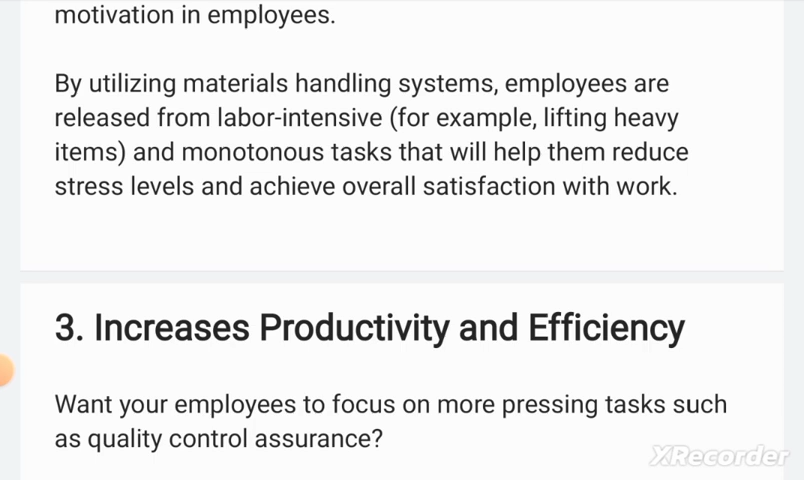 motivation in employees.
By utilizing materials handling systems, employees are
released from labor-intensive (for example, lifting heavy
items) and monotonous tasks that will help them reduce
stress levels and achieve overall satisfaction with work.
3. Increases Productivity and Efficiency
Want your employees to focus on more pressing tasks such
as quality control assurance?
XRecorder